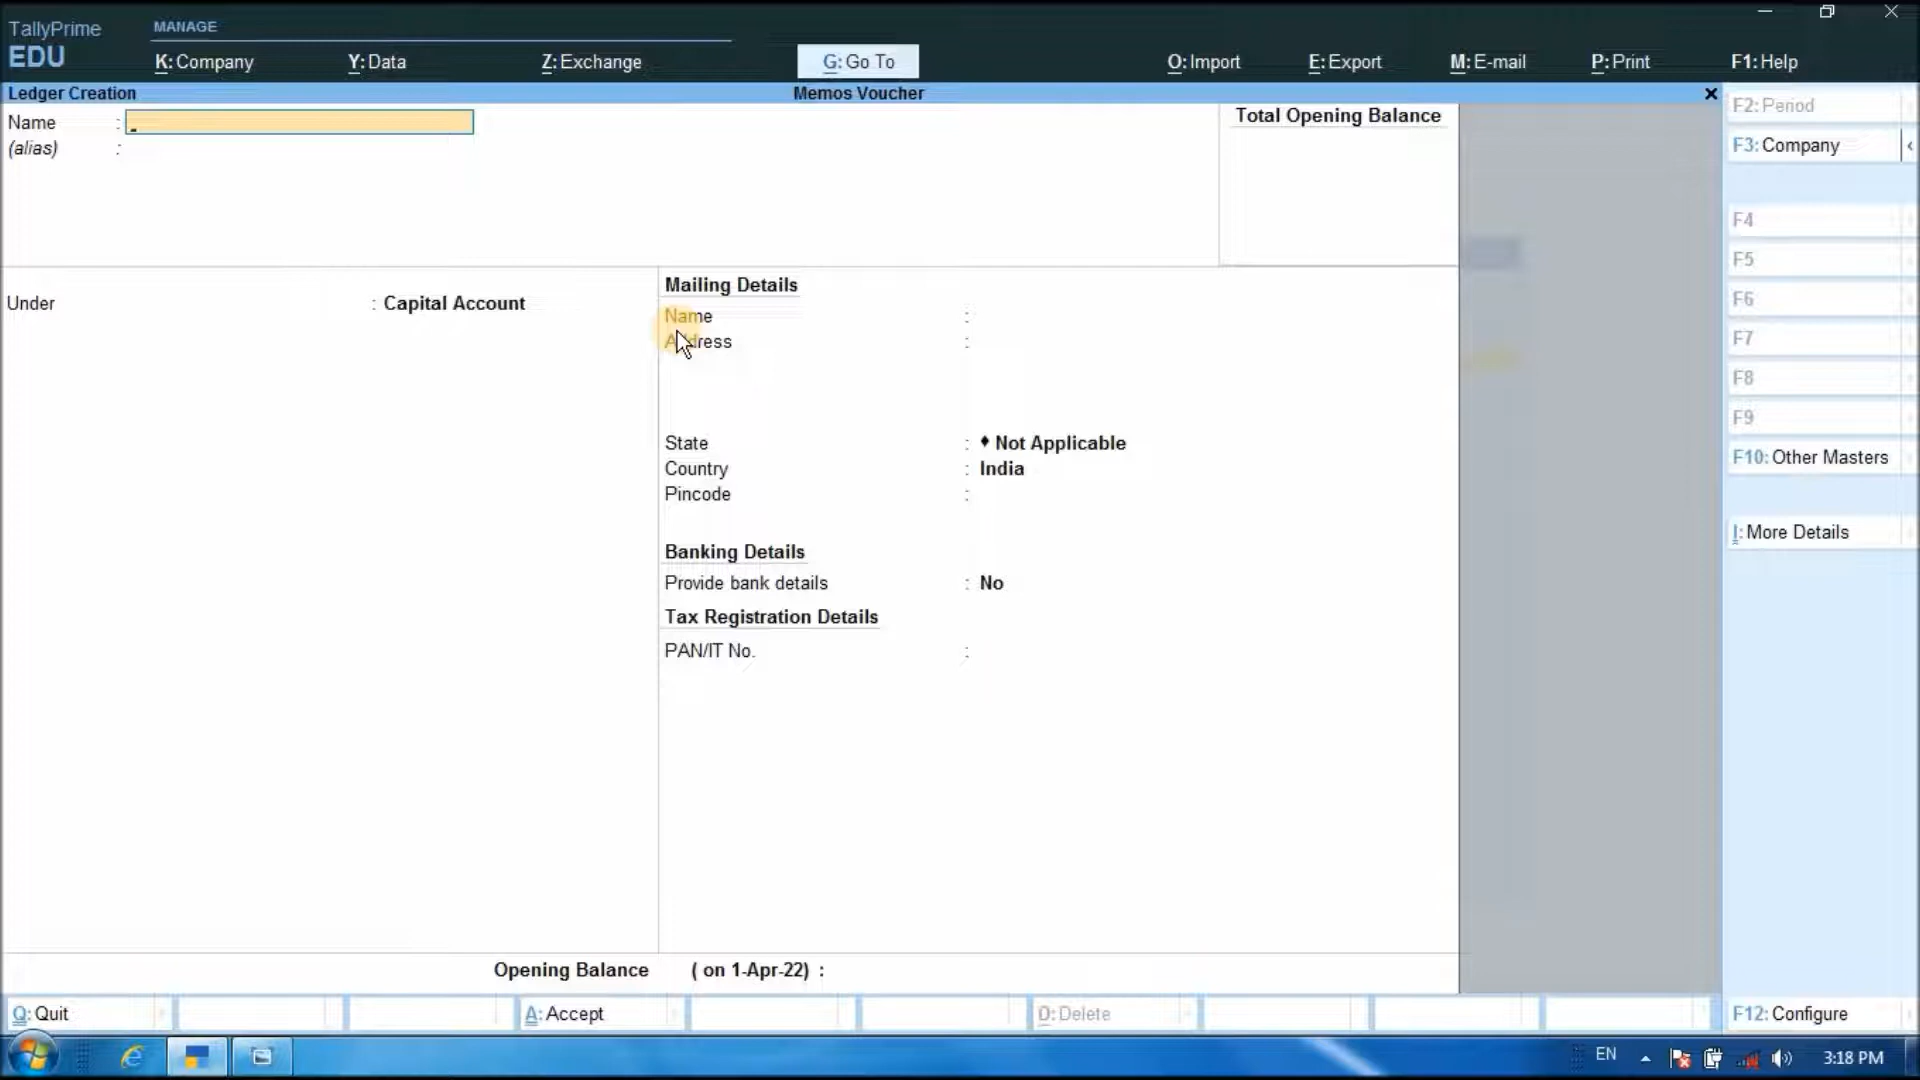 TallyPrime
EDU
MANAGE
K: Company
Y: Data
Z: Exchange
G: Go To
O: Import
E: Export
M: E-mail
P: Print
F1: Help
Ledger Creation
Memos Voucher
Name :
(alias) :
Total Opening Balance
Under : Capital Account
Mailing Details
Name :
Address :
State : ♦ Not Applicable
Country : India
Pincode :
Banking Details
Provide bank details : No
Tax Registration Details
PAN/IT No. :
Opening Balance ( on 1-Apr-22) :
F2: Period
F3: Company
F4
F5
F6
F7
F8
F9
F10: Other Masters
I: More Details
F12: Configure
Q: Quit
A: Accept
D: Delete
EN
3:18 PM